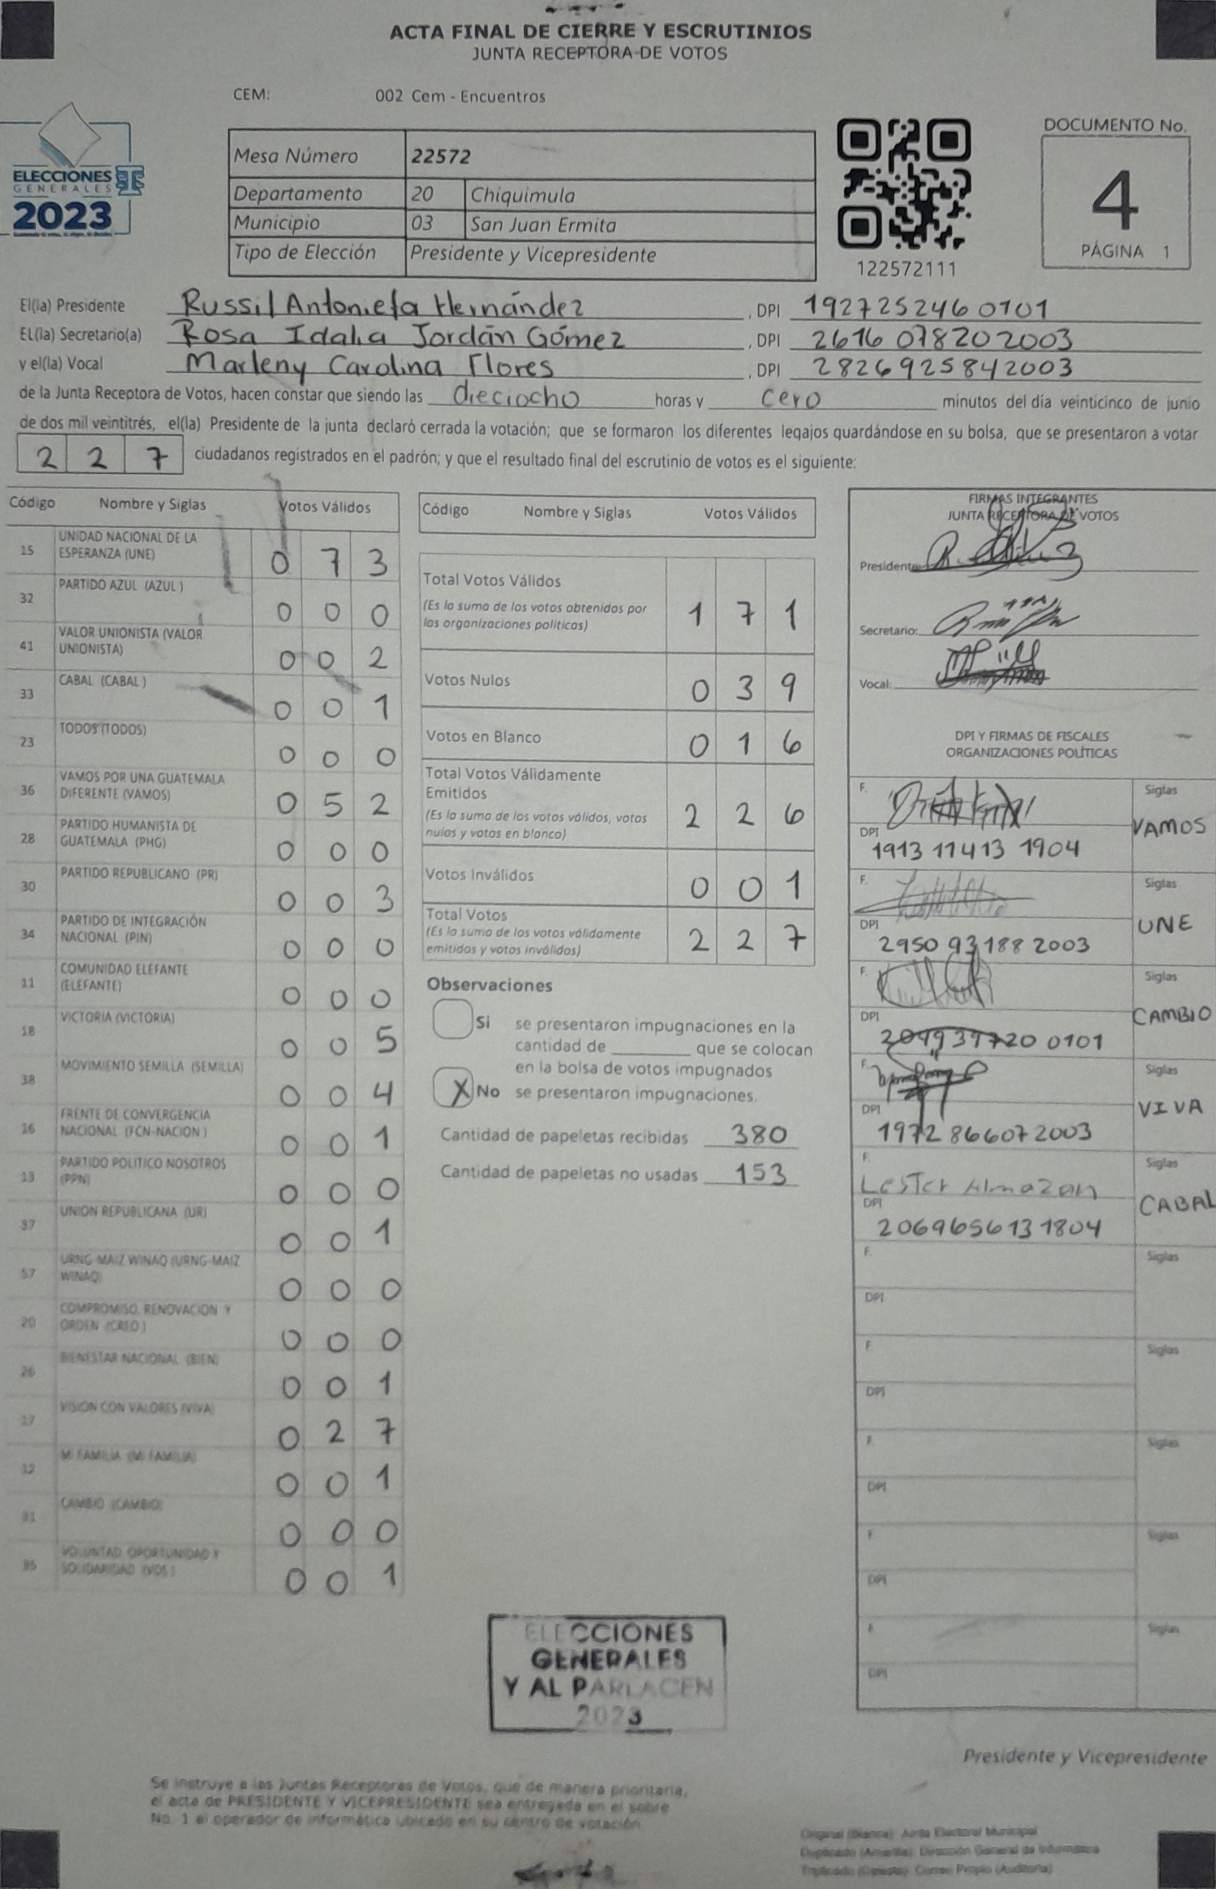 ACTA FINAL DE CIERRE Y ESCRUTINIOS
JUNTA RECEPTORA DE VOTOS
CEM: 002 Cem - Encuentros
ELECCIONES
GENERALES
2023
Mesa Número 22572
Departamento 20 Chiquimula
Municipio 03 San Juan Ermita
Tipo de Elección Presidente y Vicepresidente
122572111
DOCUMENTO No.
4
PÁGINA 1
El(la) Presidente Russil Antonieta Hernández, DPI 1927252460101
EL(la) Secretario(a) Rosa Idalia Jordán Gómez, DPI 2616078202003
y el(la) Vocal Marleny Carolina Flores, DPI 2826925842003
de la Junta Receptora de Votos, hacen constar que siendo las dieciocho horas y cero minutos del día veinticinco de junio
de dos mil veintitrés, el(la) Presidente de la junta declaró cerrada la votación; que se formaron los diferentes legajos guardándose en su bolsa, que se presentaron a votar
227 ciudadanos registrados en el padrón; y que el resultado final del escrutinio de votos es el siguiente:
Código Nombre y Siglas Votos Válidos
15 UNIDAD NACIONAL DE LA ESPERANZA (UNE) 0 7 3
32 PARTIDO AZUL (AZUL) 0 0 0
41 VALOR UNIONISTA (VALOR UNIONISTA) 0 0 2
33 CABAL (CABAL) 0 0 1
23 TODOS (TODOS) 0 0 0
36 VAMOS POR UNA GUATEMALA DIFERENTE (VAMOS) 0 5 2
28 PARTIDO HUMANISTA DE GUATEMALA (PHG) 0 0 0
30 PARTIDO REPUBLICANO (PR) 0 0 3
34 PARTIDO DE INTEGRACIÓN NACIONAL (PIN) 0 0 0
11 COMUNIDAD ELEFANTE (ELEFANTE) 0 0 0
18 VICTORIA (VICTORIA) 0 0 5
38 MOVIMIENTO SEMILLA (SEMILLA) 0 0 4
16 FRENTE DE CONVERGENCIA NACIONAL (FCN-NACION) 0 0 1
13 PARTIDO POLITICO NOSOTROS (PPN) 0 0 0
37 UNION REPUBLICANA (UR) 0 0 1
57 URNG-MAIZ WINAQ (URNG-MAIZ WINAQ) 0 0 0
20 COMPROMISO, RENOVACION Y ORDEN (CREO) 0 0 0
26 BIENESTAR NACIONAL (BIEN) 0 0 1
17 VISION CON VALORES (VIVA) 0 2 7
12 MI FAMILIA (MI FAMILIA) 0 0 1
CAMBIO (CAMBIO) 0 0 0
VOLUNTAD, OPORTUNIDAD Y SOLIDARIDAD (VOS) 0 0 1
Código Nombre y Siglas Votos Válidos
Total Votos Válidos 1 7 1
(Es la suma de los votos obtenidos por
las organizaciones políticas)
Votos Nulos 0 3 9
Votos en Blanco 0 1 6
Total Votos Válidamente
Emitidos 2 2 6
(Es la suma de los votos válidos, votos
nulos y votos en blanco)
Votos Inválidos 0 0 1
Total Votos 2 2 7
(Es la suma de los votos válidamente
emitidos y votos inválidos)
Observaciones
Si se presentaron impugnaciones en la
cantidad de ________ que se colocan
en la bolsa de votos impugnados
X No se presentaron impugnaciones.
Cantidad de papeletas recibidas 380
Cantidad de papeletas no usadas 153
FIRMAS INTEGRANTES
JUNTA RECEPTORA DE VOTOS
Presidente:
Secretario:
Vocal:
DPI Y FIRMAS DE FISCALES
ORGANIZACIONES POLÍTICAS
F. Siglas
VAMOS
DPI
1913 11413 1904
F. Siglas
UNE
DPI
2950 93188 2003
F. Siglas
CAMBIO
DPI
2099397200101
F. Siglas
VIVA
DPI
1972 866072003
F. Siglas
Lester Almazan
CABAL
DPI
2069656131804
F. Siglas
DPI
F. Siglas
DPI
F. Siglas
DPI
F. Siglas
DPI
F. Siglas
DPI
ELECCIONES
GENERALES
Y AL PARLACEN
2023
Presidente y Vicepresidente
Se instruye a las Juntas Receptoras de Votos, que de manera prioritaria,
el acta de PRESIDENTE Y VICEPRESIDENTE sea entregada en el sobre
No. 1 al operador de informática ubicado en su centro de votación
Original (Blanca): Junta Electoral Municipal
Duplicado (Amarilla): Dirección General de Informática
Triplicado (Celeste): Correo Propio (Auditoría)